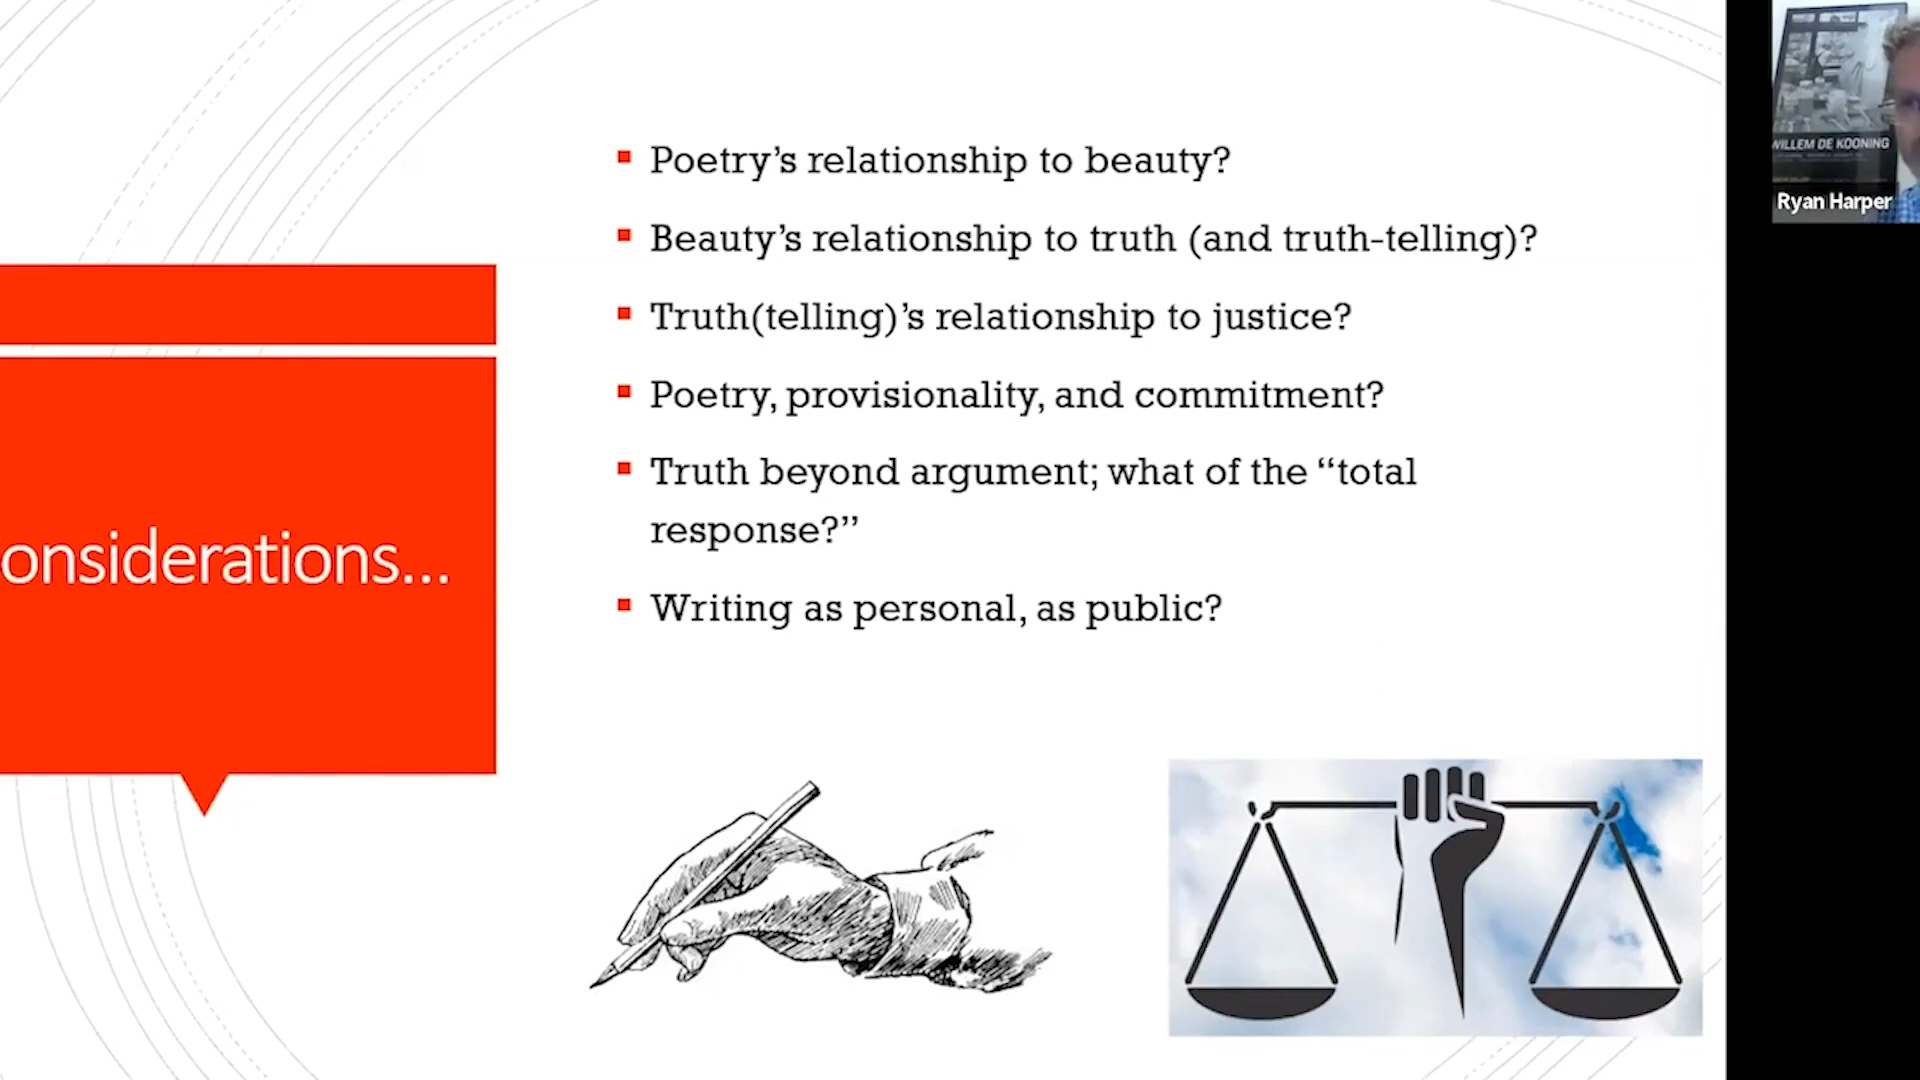 onsiderations...
Poetry’s relationship to beauty?
Beauty’s relationship to truth (and truth-telling)?
Truth(telling)’s relationship to justice?
Poetry, provisionality, and commitment?
Truth beyond argument; what of the “total
response?”
Writing as personal, as public?
WILLEM DE KOONING
Ryan Harper